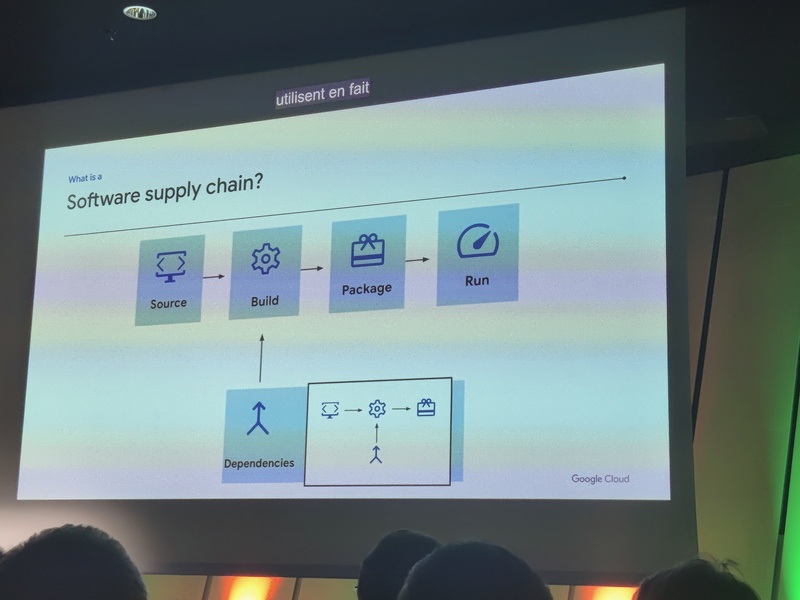 utilisent en fait
What is a
Software supply chain?
Source
Build
Package
Run
Dependencies
Google Cloud